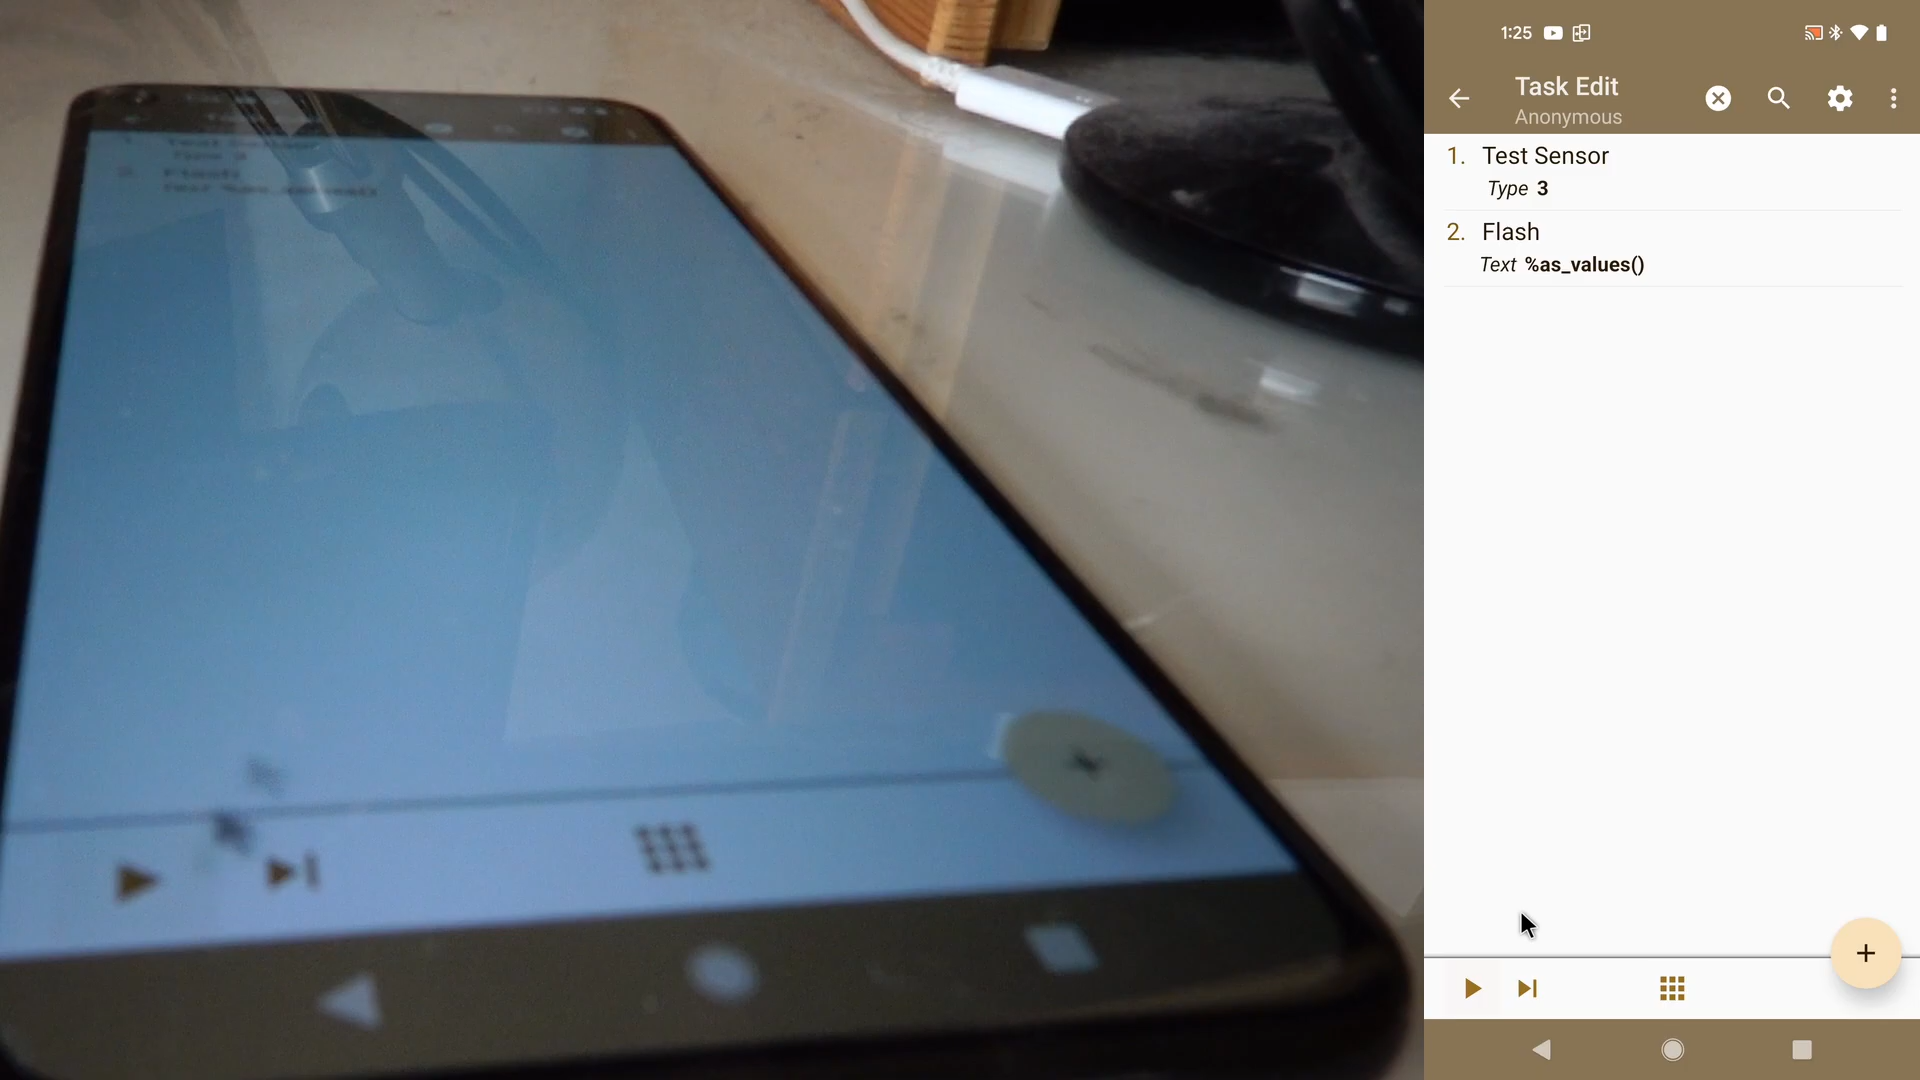 1:25
Task Edit
Anonymous
1. Test Sensor
Type 3
2. Flash
Text %as_values()